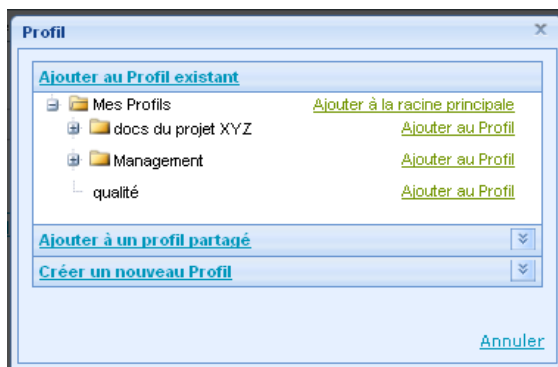 Profil
Ajouter au Profil existant
Mes Profils Ajouter à la racine principale
docs du projet XYZ Ajouter au Profil
Management Ajouter au Profil
qualité Ajouter au Profil
Ajouter à un profil partagé
Créer un nouveau Profil
Annuler